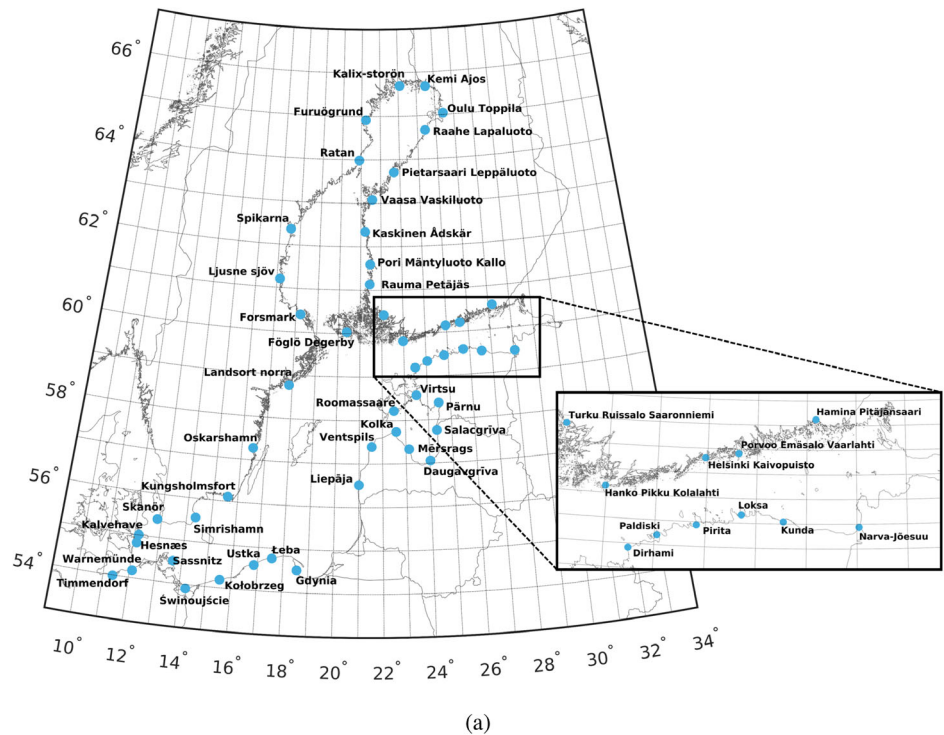 66°
64°
62°
60°
58°
56°
54°
10°
12°
14°
16°
18°
20°
22°
24°
26°
28°
30°
32°
34°
Kalix-storön
Kemi Ajos
Furuögrund
Oulu Toppila
Raahe Lapaluoto
Ratan
Pietarsaari Leppäluoto
Vaasa Vaskiluoto
Spikarna
Kaskinen Ådskär
Ljusne sjöv
Pori Mäntyluoto Kallo
Rauma Petäjäs
Forsmark
Föglö Degerby
Landsort norra
Virtsu
Roomassaare
Pärnu
Kolka
Salacgrīva
Oskarshamn
Ventspils
Mērsrags
Daugavgrīva
Liepāja
Kungsholmsfort
Skanör
Simrishamn
Kalvehave
Hesnæs
Ustka
Łeba
Warnemünde
Sassnitz
Timmendorf
Kołobrzeg
Gdynia
Świnoujście
Turku Ruissalo Saaronniemi
Hamina Pitäjänsaari
Porvoo Emäsalo Vaarlahti
Helsinki Kaivopuisto
Hanko Pikku Kolalahti
Loksa
Paldiski
Pirita
Kunda
Narva-Jõesuu
Dirhami
(a)